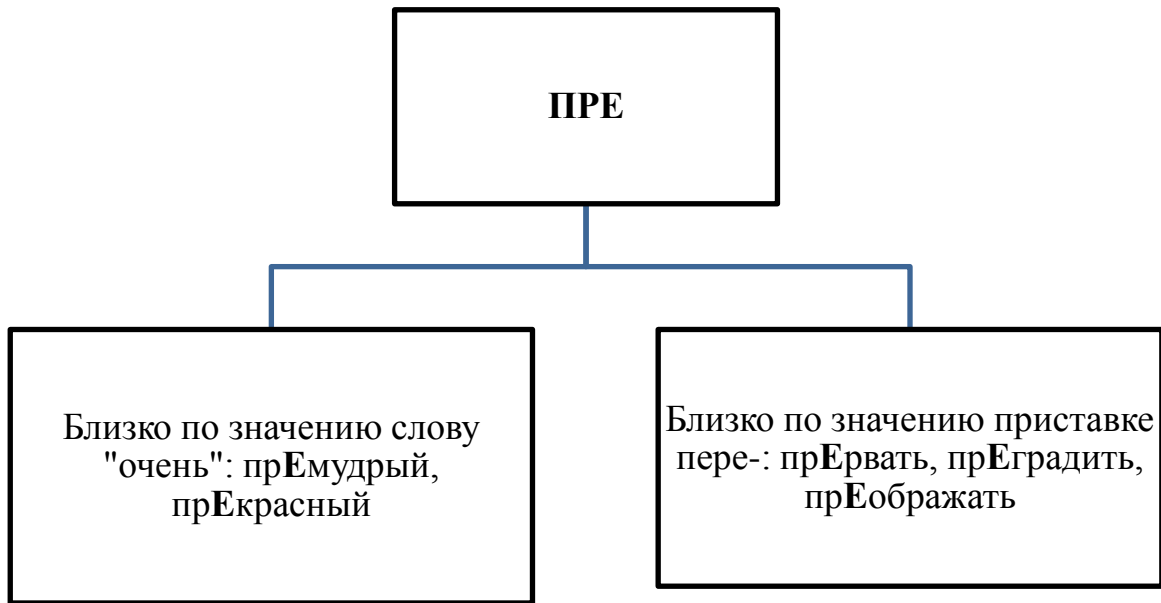 ПРЕ
Близко по значению слову
"очень": прЕмудрый,
прЕкрасный
Близко по значению приставке
пере-: прЕрвать, прЕградить,
прЕображать